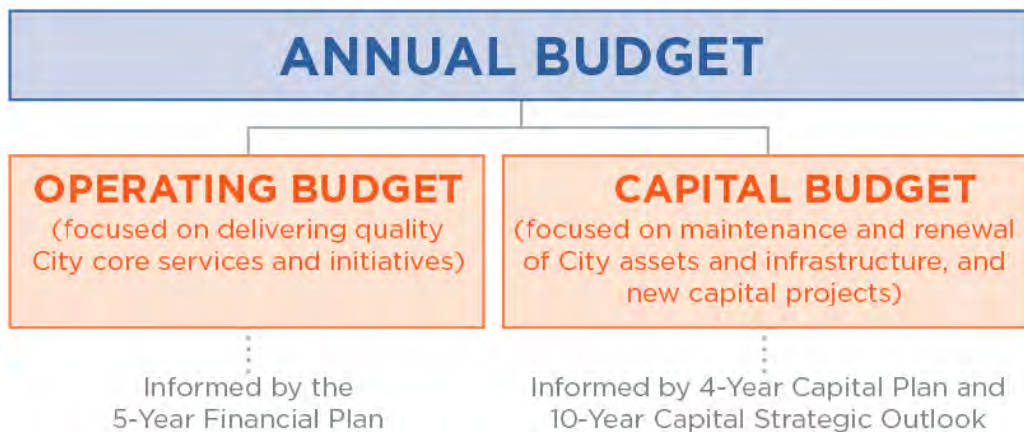 ANNUAL BUDGET
OPERATING BUDGET
(focused on delivering quality
City core services and initiatives)
CAPITAL BUDGET
(focused on maintenance and renewal
of City assets and infrastructure, and
new capital projects)
Informed by the
5-Year Financial Plan
Informed by 4-Year Capital Plan and
10-Year Capital Strategic Outlook